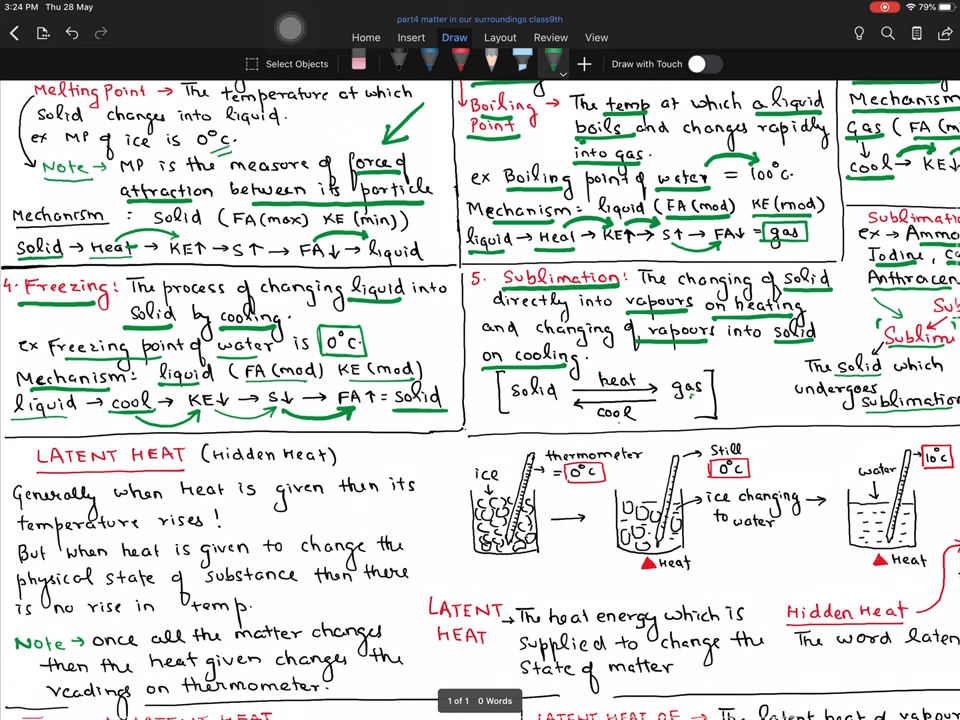 3:24 PM Thu 28 May
79%
part4 matter in our surroundings class9th
Home Insert Draw Layout Review View
Select Objects
Draw with Touch
Melting Point → The temperature at which
solid changes into liquid.
ex MP of ice is 0°c.
Note → MP is the measure of force of
attraction between its particle
Mechanism : solid (FA(max) KE(min))
solid → Heat → KE↑ → S↑ → FA↓ → liquid
Boiling Point → The temp at which a liquid
boils and changes rapidly
into gas.
ex Boiling point of water = 100°c.
Mechanism: liquid (FA(mod) KE(mod)
liquid → Heat → KE↑ → S↑ → FA↓ = gas
Mechanism
gas (FA(m
cool → KE↓
Sublimati
ex → Ammo
Iodine, Ca
Anthracen
4. Freezing: The process of changing liquid into
solid by cooling.
ex Freezing point of water is 0°c.
Mechanism: liquid (FA(mod) KE(mod)
liquid → cool → KE↓ → S↓ → FA↑ = solid
5. Sublimation: The changing of solid
directly into vapours on heating
and changing of vapours into solid
on cooling.
[solid heat gas]
cool
Sub
Sublim
The solid which
undergoes
sublimation
LATENT HEAT (Hidden Heat)
Generally when Heat is given then its
temperature rises !
But when heat is given to change the
physical state of substance then there
is no rise in temp.
Note → once all the matter changes
then the heat given changes the
readings on thermometer.
ice
thermometer
= 0°c
→ Still
0°c
ice changing →
to water
Heat
water
10°c
Heat
LATENT HEAT → The heat energy which is
supplied to change the
state of matter
Hidden Heat
The word laten
1 of 1 0 Words
LATENT HEAT
LATENT HEAT OF → The latent heat of vapour